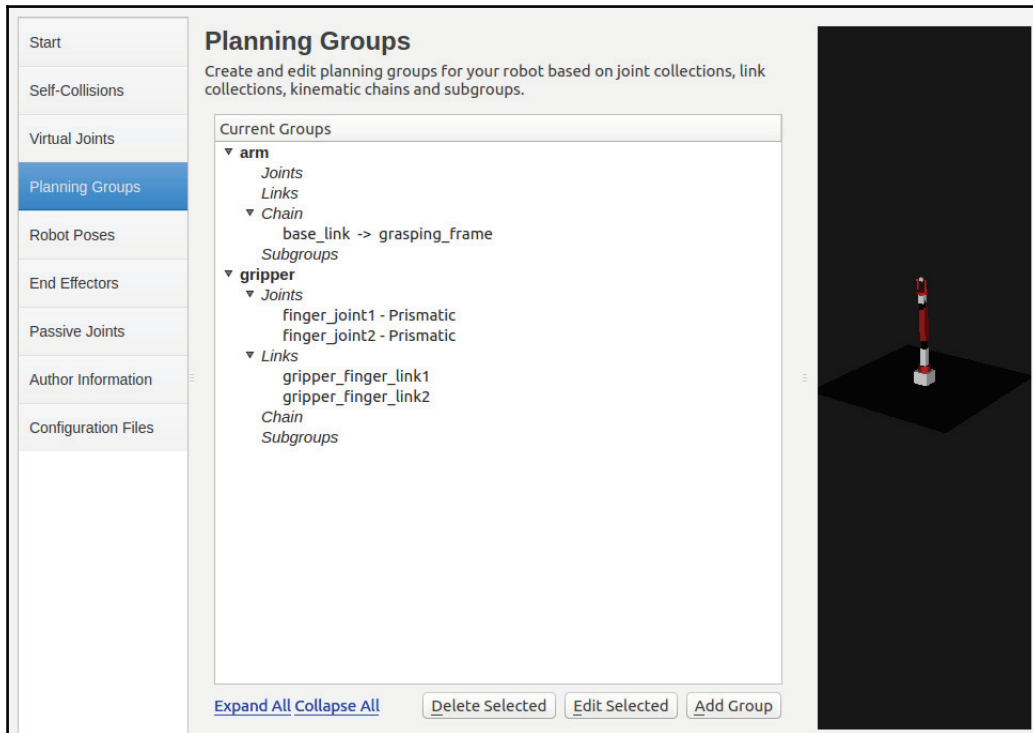 Start
Self-Collisions
Virtual Joints
Planning Groups
Robot Poses
End Effectors
Passive Joints
Author Information
Configuration Files
Planning Groups
Create and edit planning groups for your robot based on joint collections, link
collections, kinematic chains and subgroups.
Current Groups
arm
Joints
Links
Chain
base_link -> grasping_frame
Subgroups
gripper
Joints
finger_joint1 - Prismatic
finger_joint2 - Prismatic
Links
gripper_finger_link1
gripper_finger_link2
Chain
Subgroups
Expand All Collapse All Delete Selected Edit Selected Add Group